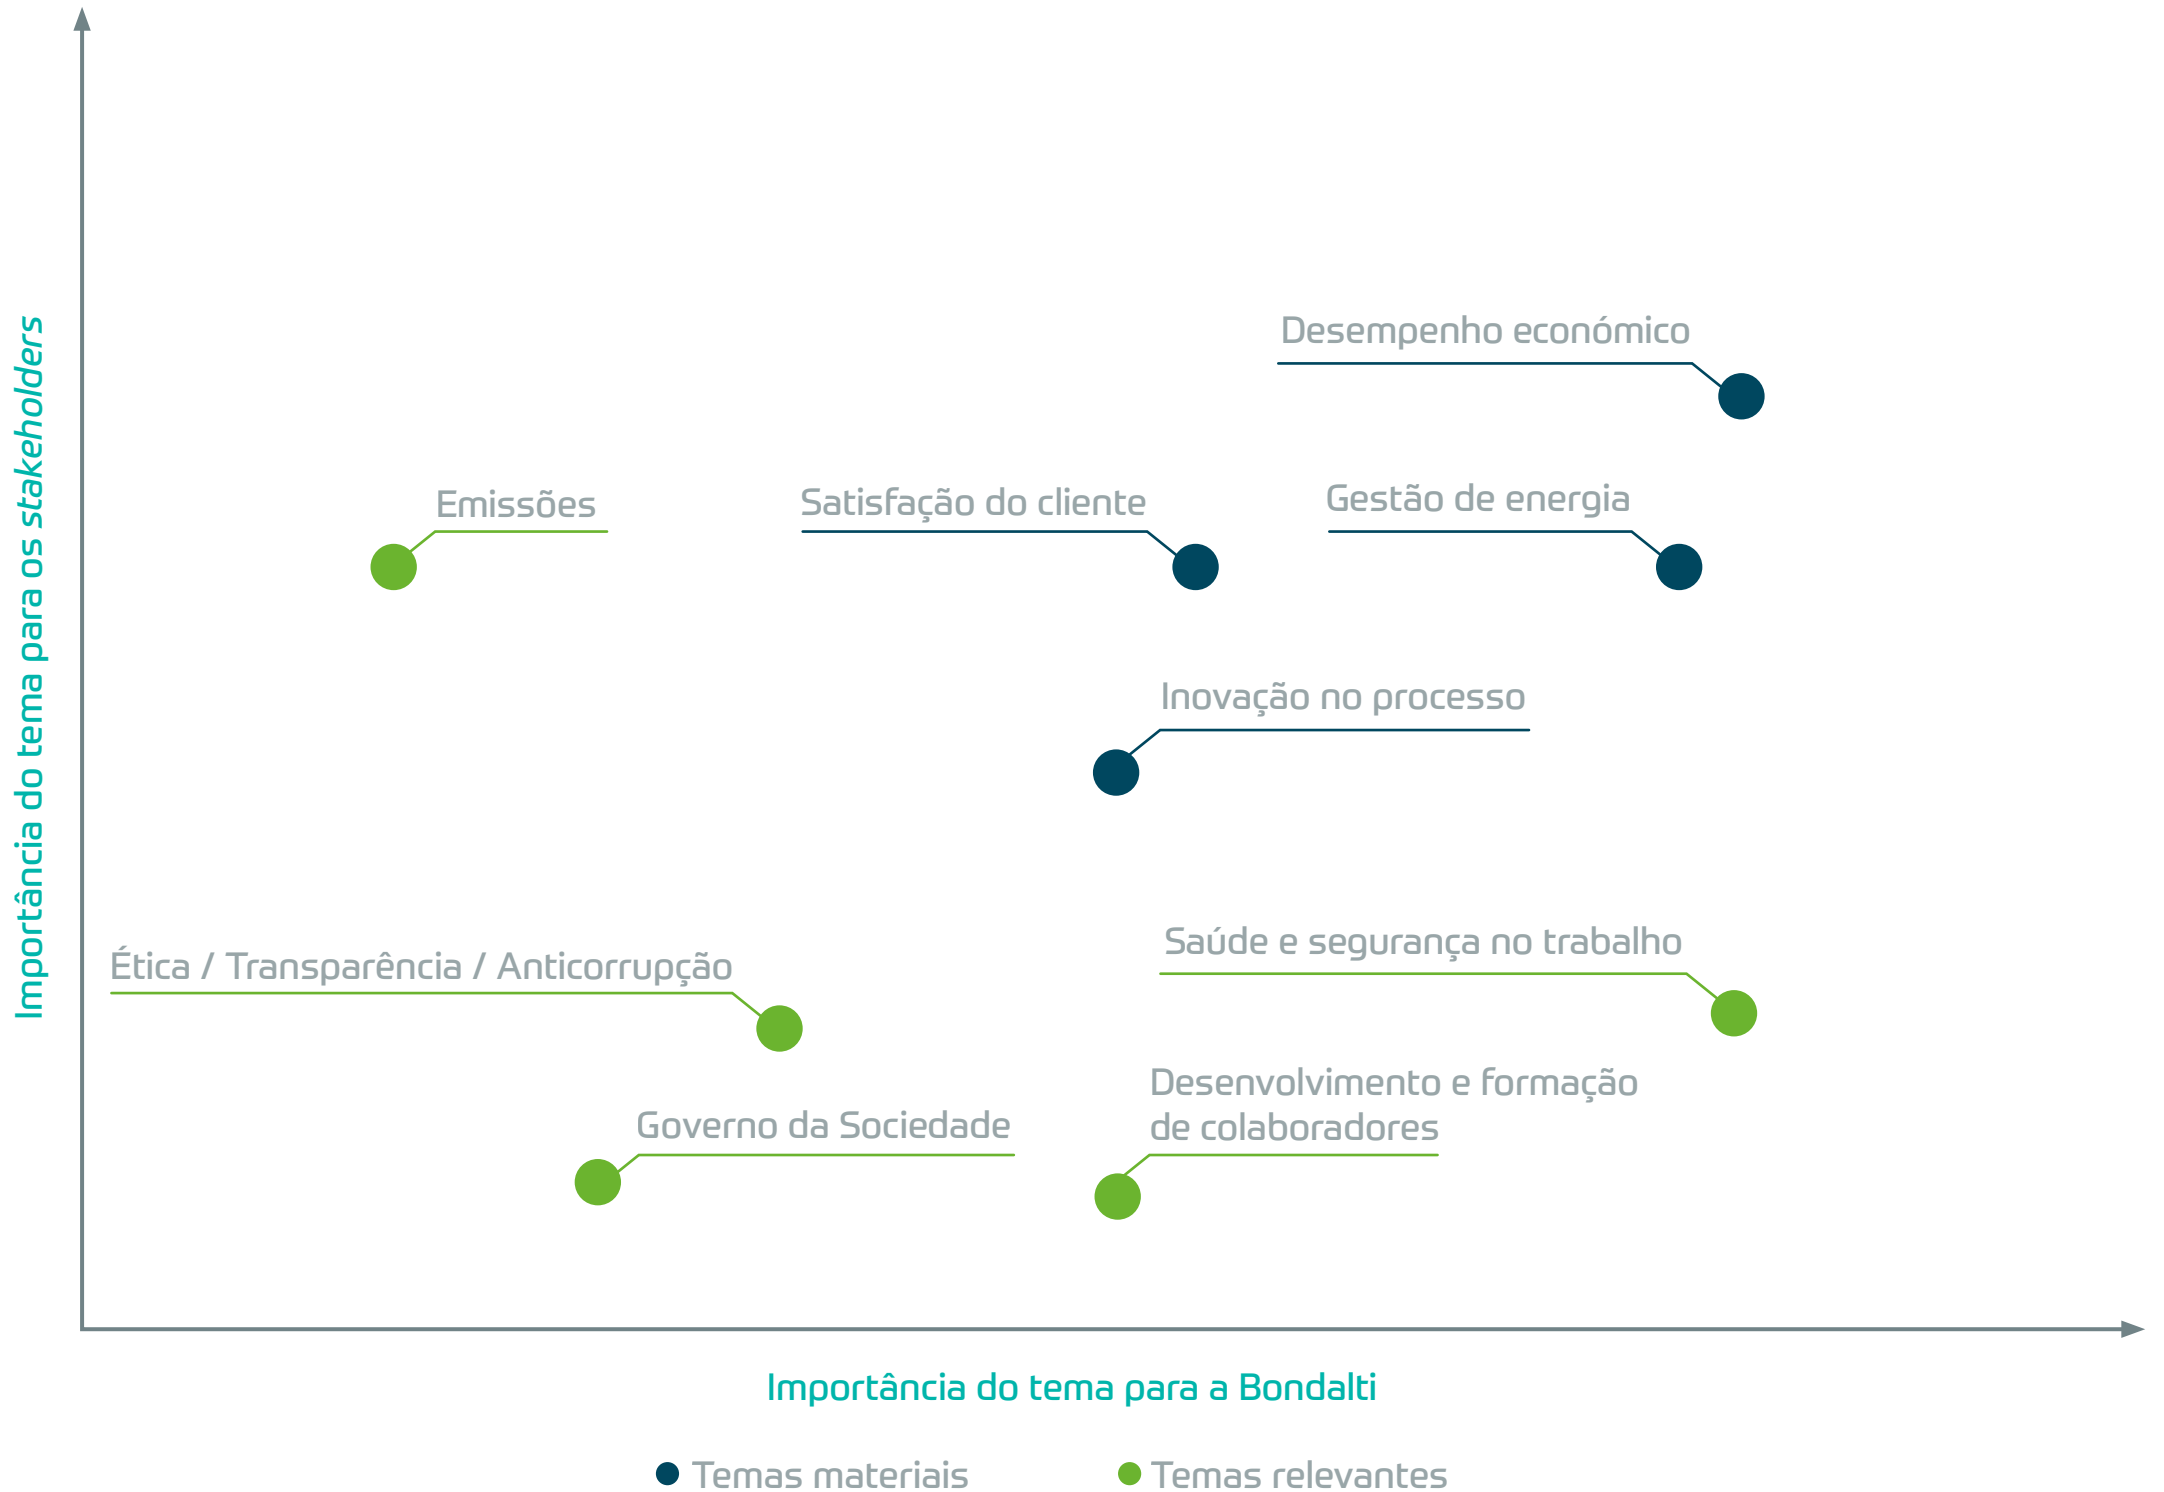 Importância do tema para os stakeholders
Desempenho económico
Emissões
Satisfação do cliente
Gestão de energia
Inovação no processo
Ética / Transparência / Anticorrupção
Saúde e segurança no trabalho
Governo da Sociedade
Desenvolvimento e formação
de colaboradores
Importância do tema para a Bondalti
Temas materiais
Temas relevantes